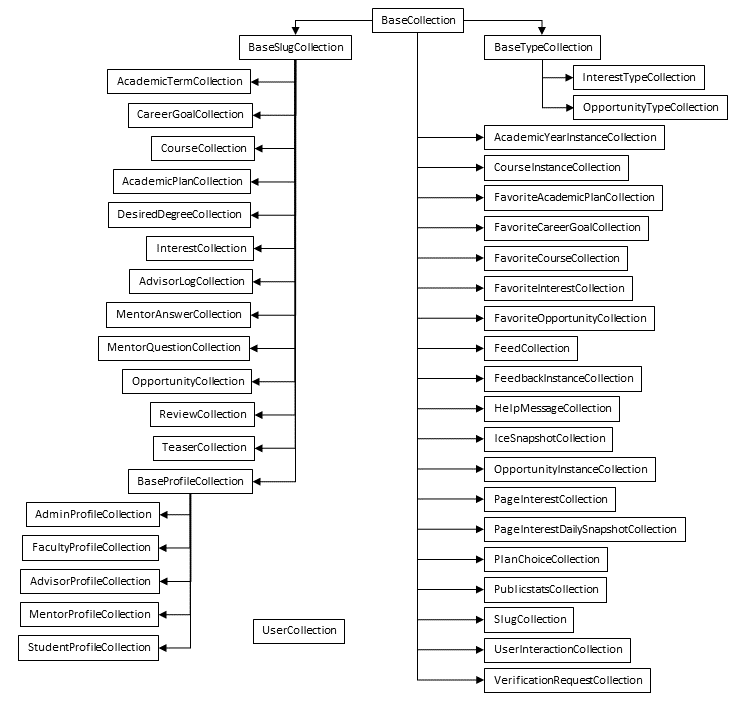 BaseCollection
BaseSlugCollection
BaseTypeCollection
AcademicTermCollection
CareerGoalCollection
CourseCollection
AcademicPlanCollection
DesiredDegreeCollection
InterestCollection
AdvisorLogCollection
MentorAnswerCollection
MentorQuestionCollection
OpportunityCollection
ReviewCollection
TeaserCollection
BaseProfileCollection
AdminProfileCollection
FacultyProfileCollection
AdvisorProfileCollection
MentorProfileCollection
StudentProfileCollection
UserCollection
InterestTypeCollection
OpportunityTypeCollection
AcademicYearInstanceCollection
CourseInstanceCollection
FavoriteAcademicPlanCollection
FavoriteCareerGoalCollection
FavoriteCourseCollection
FavoriteInterestCollection
FavoriteOpportunityCollection
FeedCollection
FeedbackInstanceCollection
HelpMessageCollection
IceSnapshotCollection
OpportunityInstanceCollection
PageInterestCollection
PageInterestDailySnapshotCollection
PlanChoiceCollection
PublicstatsCollection
SlugCollection
UserInteractionCollection
VerificationRequestCollection